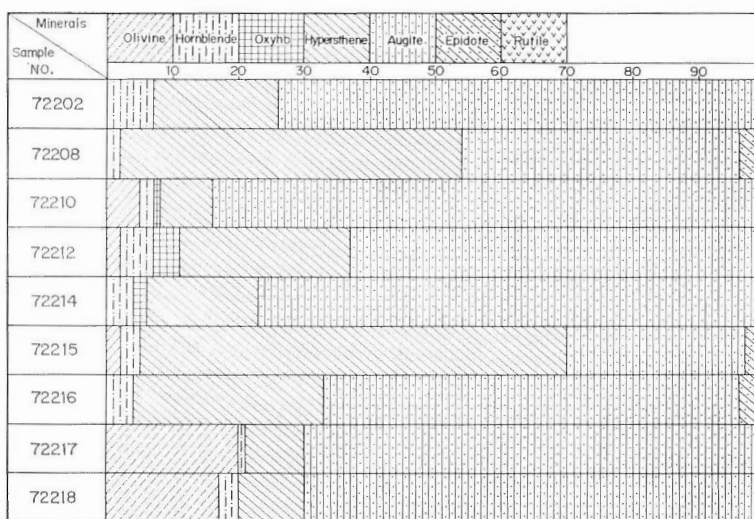 Minerals
Sample NO.
Olivine Hornblende Oxyho Hypersthene Augite Epidote Rutile
10 20 30 40 50 60 70 80 90
72202
72208
72210
72212
72214
72215
72216
72217
72218